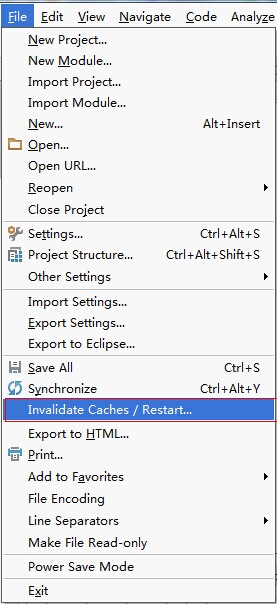 File Edit View Navigate Code Analyze
New Project...
New Module...
Import Project...
Import Module...
New... Alt+Insert
Open...
Open URL...
Reopen
Close Project
Settings... Ctrl+Alt+S
Project Structure... Ctrl+Alt+Shift+S
Other Settings
Import Settings...
Export Settings...
Export to Eclipse...
Save All Ctrl+S
Synchronize Ctrl+Alt+Y
Invalidate Caches / Restart...
Export to HTML...
Print...
Add to Favorites
File Encoding
Line Separators
Make File Read-only
Power Save Mode
Exit